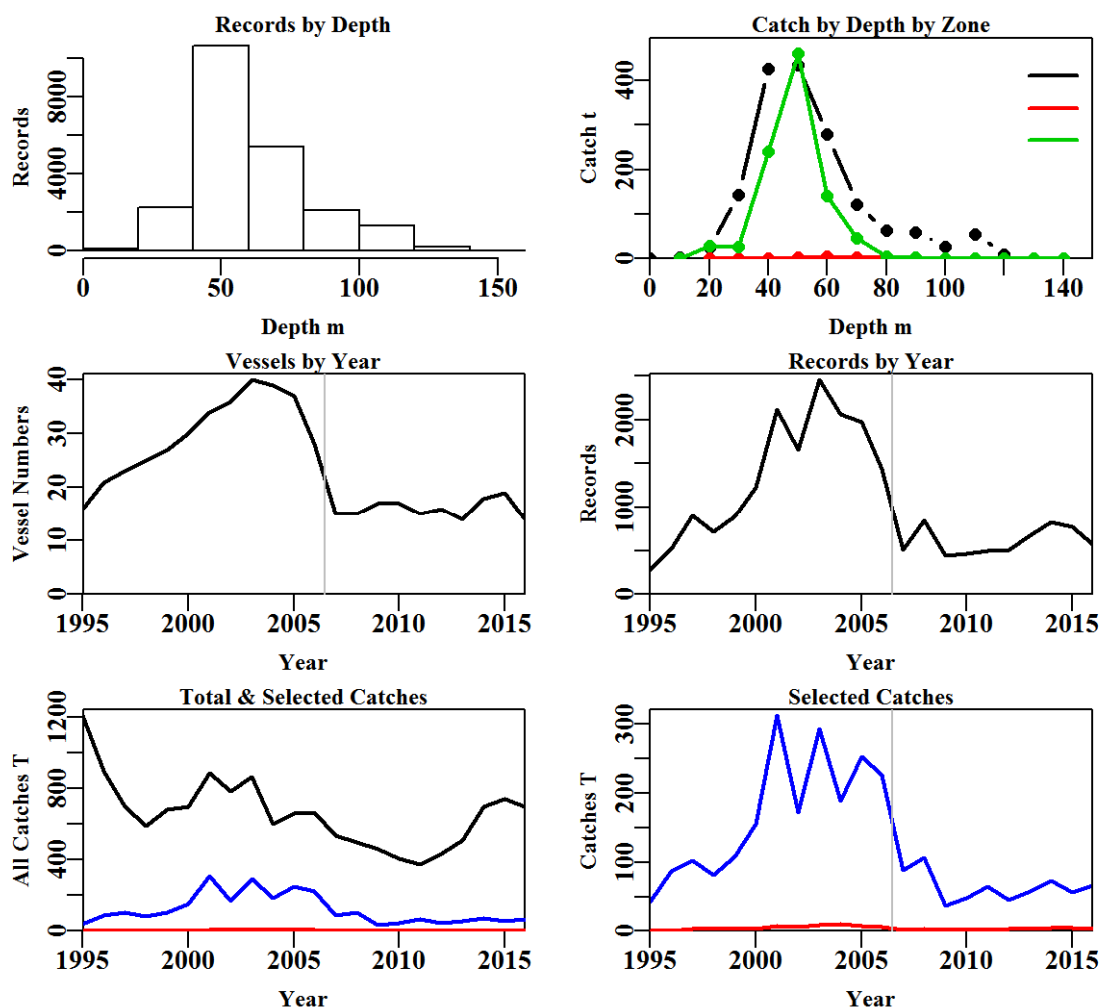 Records by Depth
Records
0 4000 8000
0 50 100 150
Depth m
Catch by Depth by Zone
Catch t
0 200 400
0 20 40 60 80 100 140
Depth m
Vessels by Year
Vessel Numbers
0 10 20 30 40
1995 2000 2005 2010 2015
Year
Records by Year
Records
0 1000 2000
1995 2000 2005 2010 2015
Year
Total & Selected Catches
All Catches T
0 400 800 1200
1995 2000 2005 2010 2015
Year
Selected Catches
Catches T
0 100 200 300
1995 2000 2005 2010 2015
Year